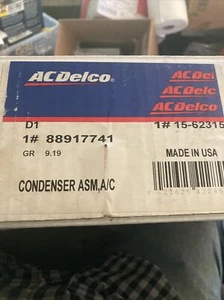 ACDelco
ACDelco
ACDelco
ACDelco
D1
1# 15-62315
1# 88917741
GR 9.19
MADE IN USA
CONDENSER ASM,A/C